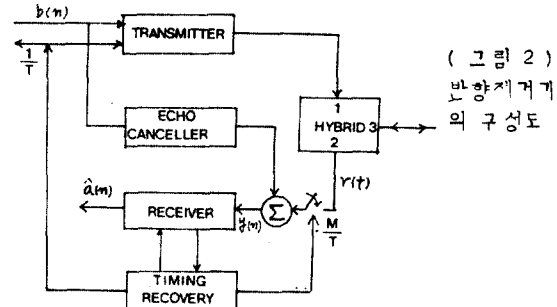 b(n)
1/T
TRANSMITTER
ECHO
CANCELLER
1
HYBRID 3
2
r(t)
M/T
Σ
y(n)
RECEIVER
â(n)
TIMING
RECOVERY
( 그림 2 )
반향제거기
의 구성도